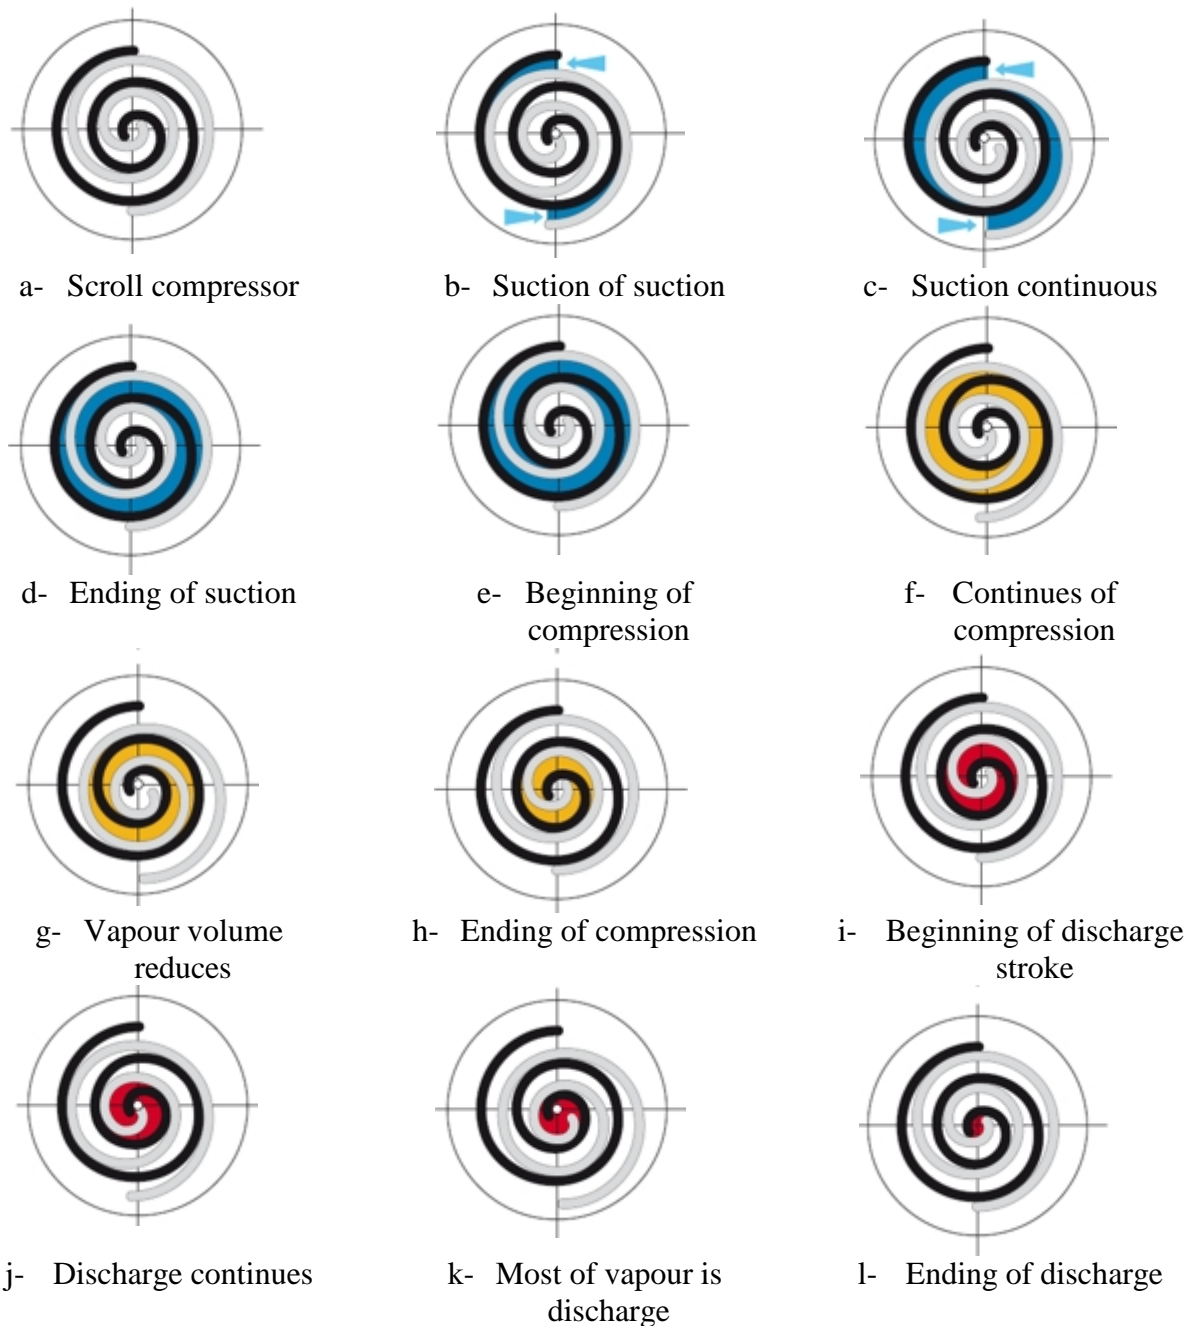 a- Scroll compressor
b- Suction of suction
c- Suction continuous
d- Ending of suction
e- Beginning of
compression
f- Continues of
compression
g- Vapour volume
reduces
h- Ending of compression
i- Beginning of discharge
stroke
j- Discharge continues
k- Most of vapour is
discharge
l- Ending of discharge